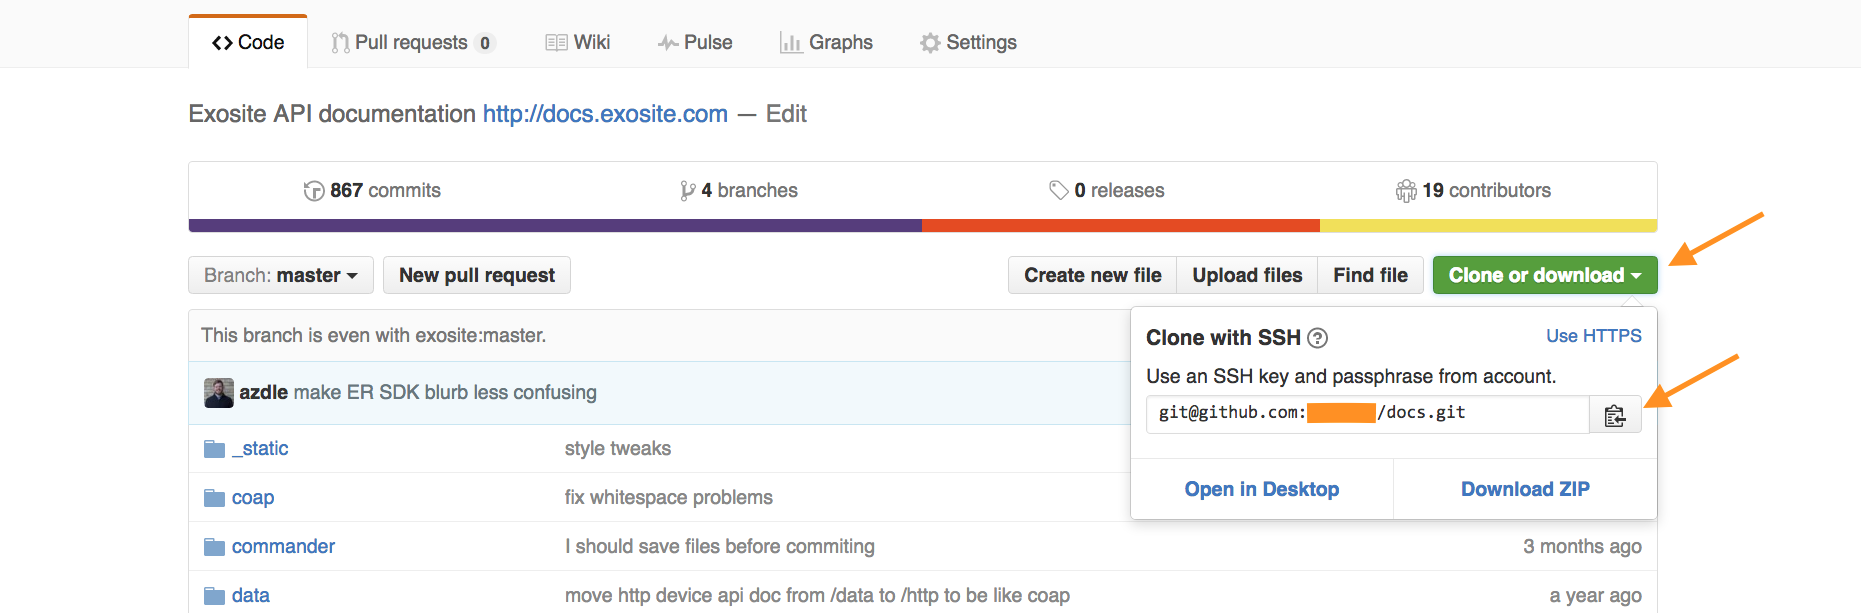 Code Pull requests 0 Wiki Pulse Graphs Settings
Exosite API documentation http://docs.exosite.com — Edit
867 commits 4 branches 0 releases 19 contributors
Branch: master New pull request Create new file Upload files Find file Clone or download
This branch is even with exosite:master.
Clone with SSH ? Use HTTPS
Use an SSH key and passphrase from account.
git@github.com: /docs.git
Open in Desktop Download ZIP
azdle make ER SDK blurb less confusing
_static style tweaks
coap fix whitespace problems
commander I should save files before commiting 3 months ago
data move http device api doc from /data to /http to be like coap a year ago